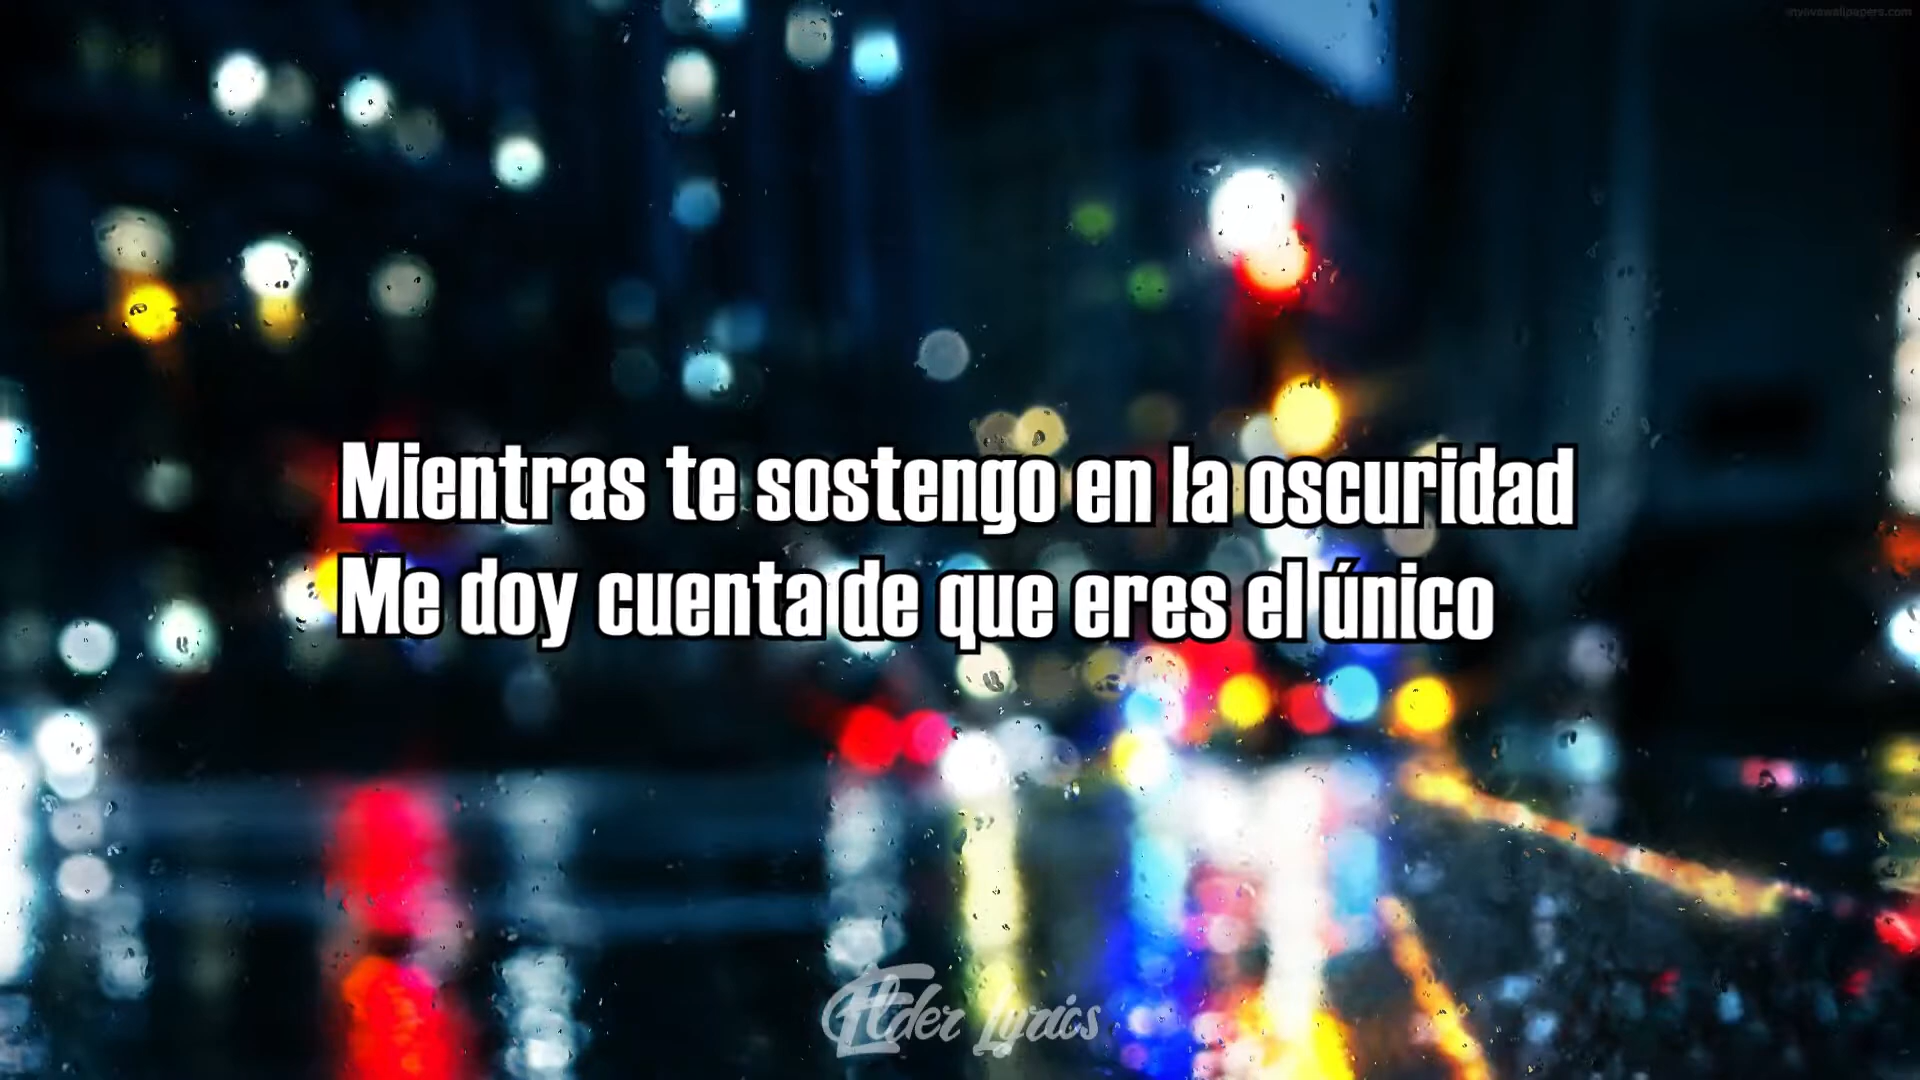 Mientras te sostengo en la oscuridad
Me doy cuenta de que eres el único
Elder Lyrics